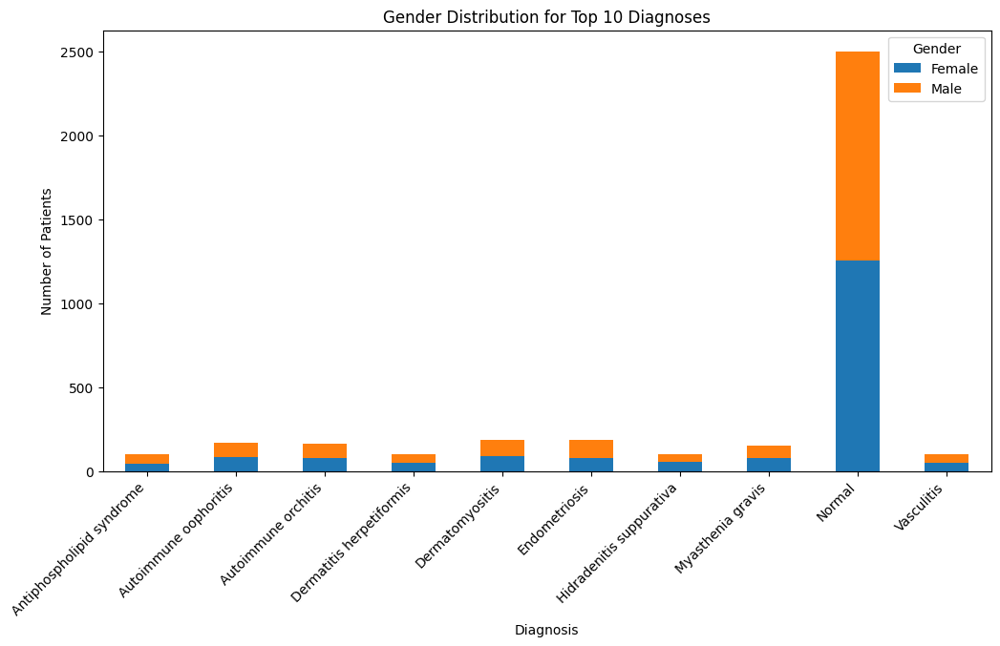 Gender Distribution for Top 10 Diagnoses
Gender
Female
Male
Number of Patients
2500
2000
1500
1000
500
0
Antiphospholipid syndrome
Autoimmune oophoritis
Autoimmune orchitis
Dermatitis herpetiformis
Dermatomyositis
Endometriosis
Hidradenitis suppurativa
Myasthenia gravis
Normal
Vasculitis
Diagnosis